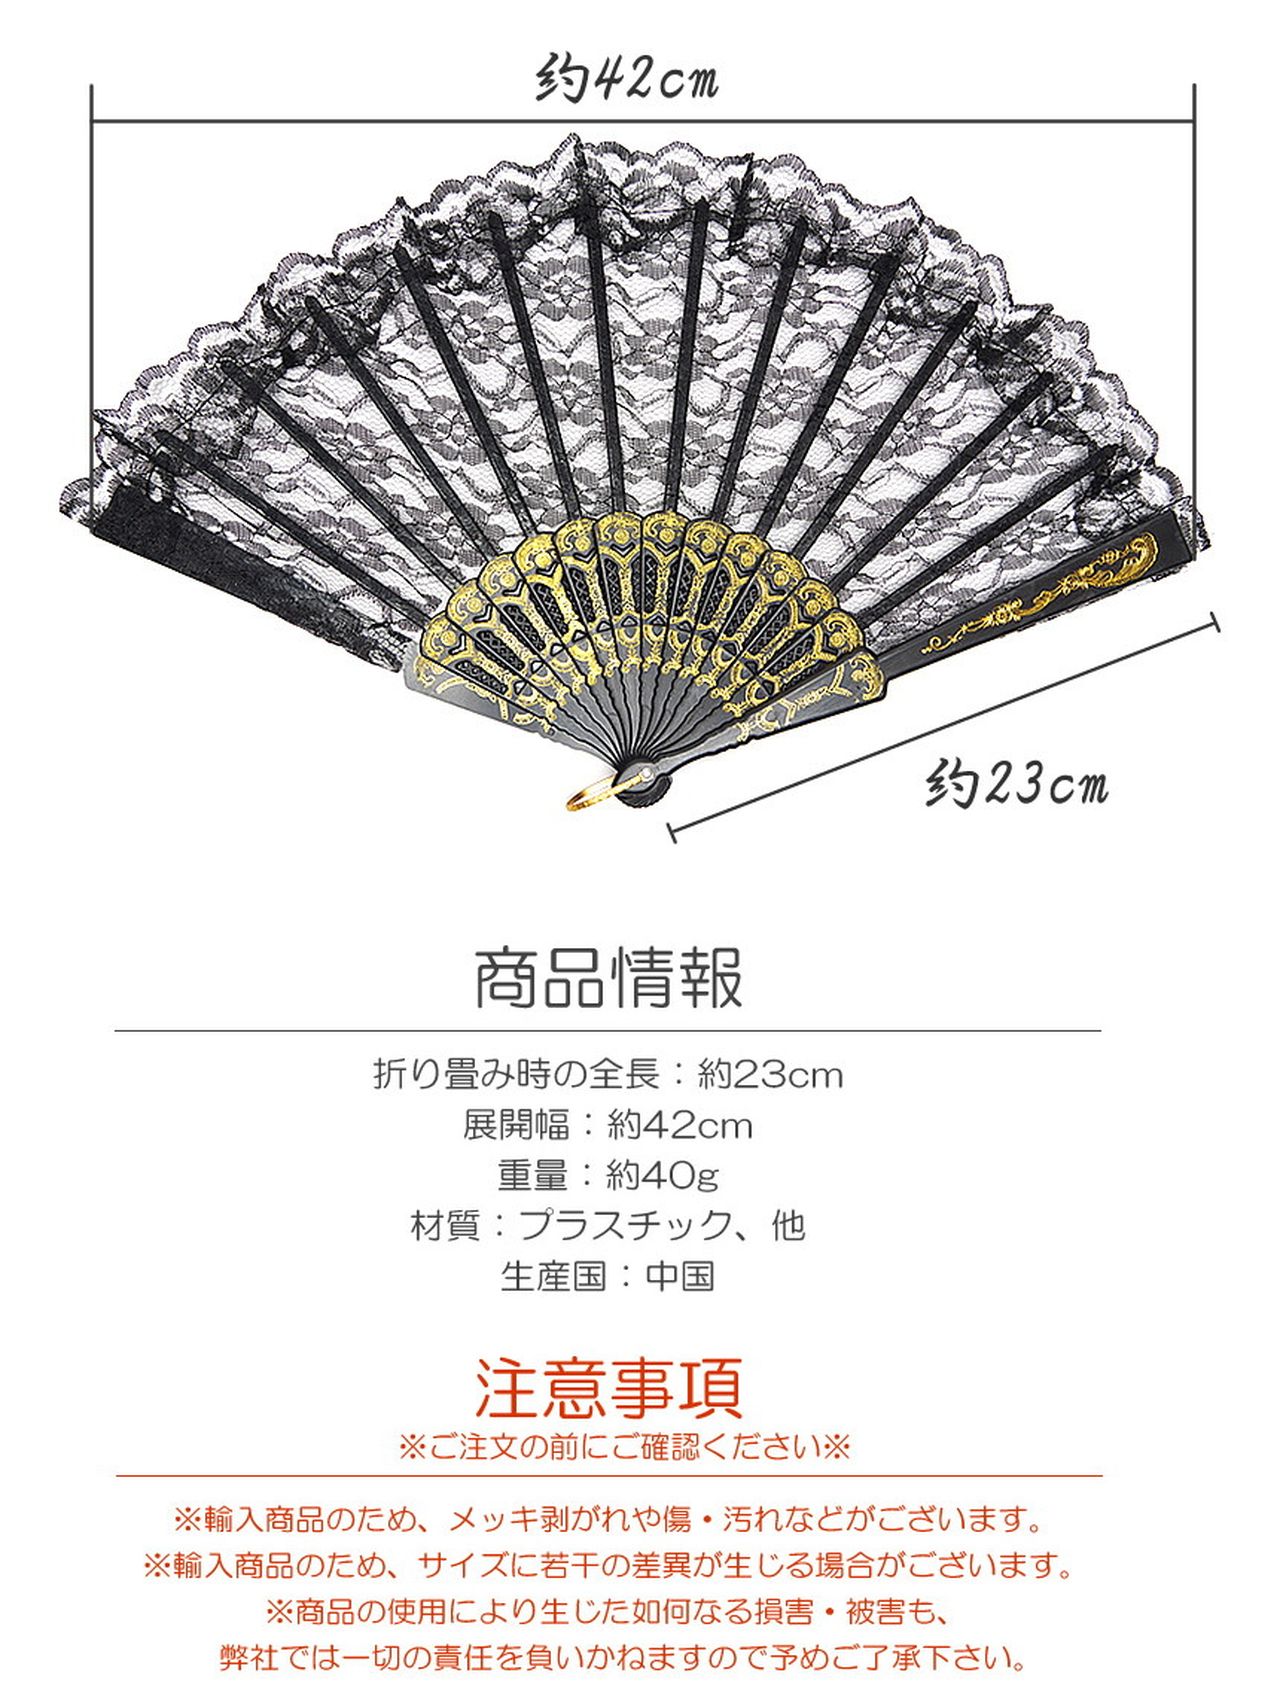 約42cm
約23cm
商品情報
折り畳み時の全長：約23cm
展開幅：約42cm
重量：約40g
材質：プラスチック、他
生産国：中国
注意事項
※ご注文の前にご確認ください※
※輸入商品のため、メッキ剥がれや傷・汚れなどがございます。
※輸入商品のため、サイズに若干の差異が生じる場合がございます。
※商品の使用により生じた如何なる損害・被害も、
弊社では一切の責任を負いかねますので予めご了承下さい。